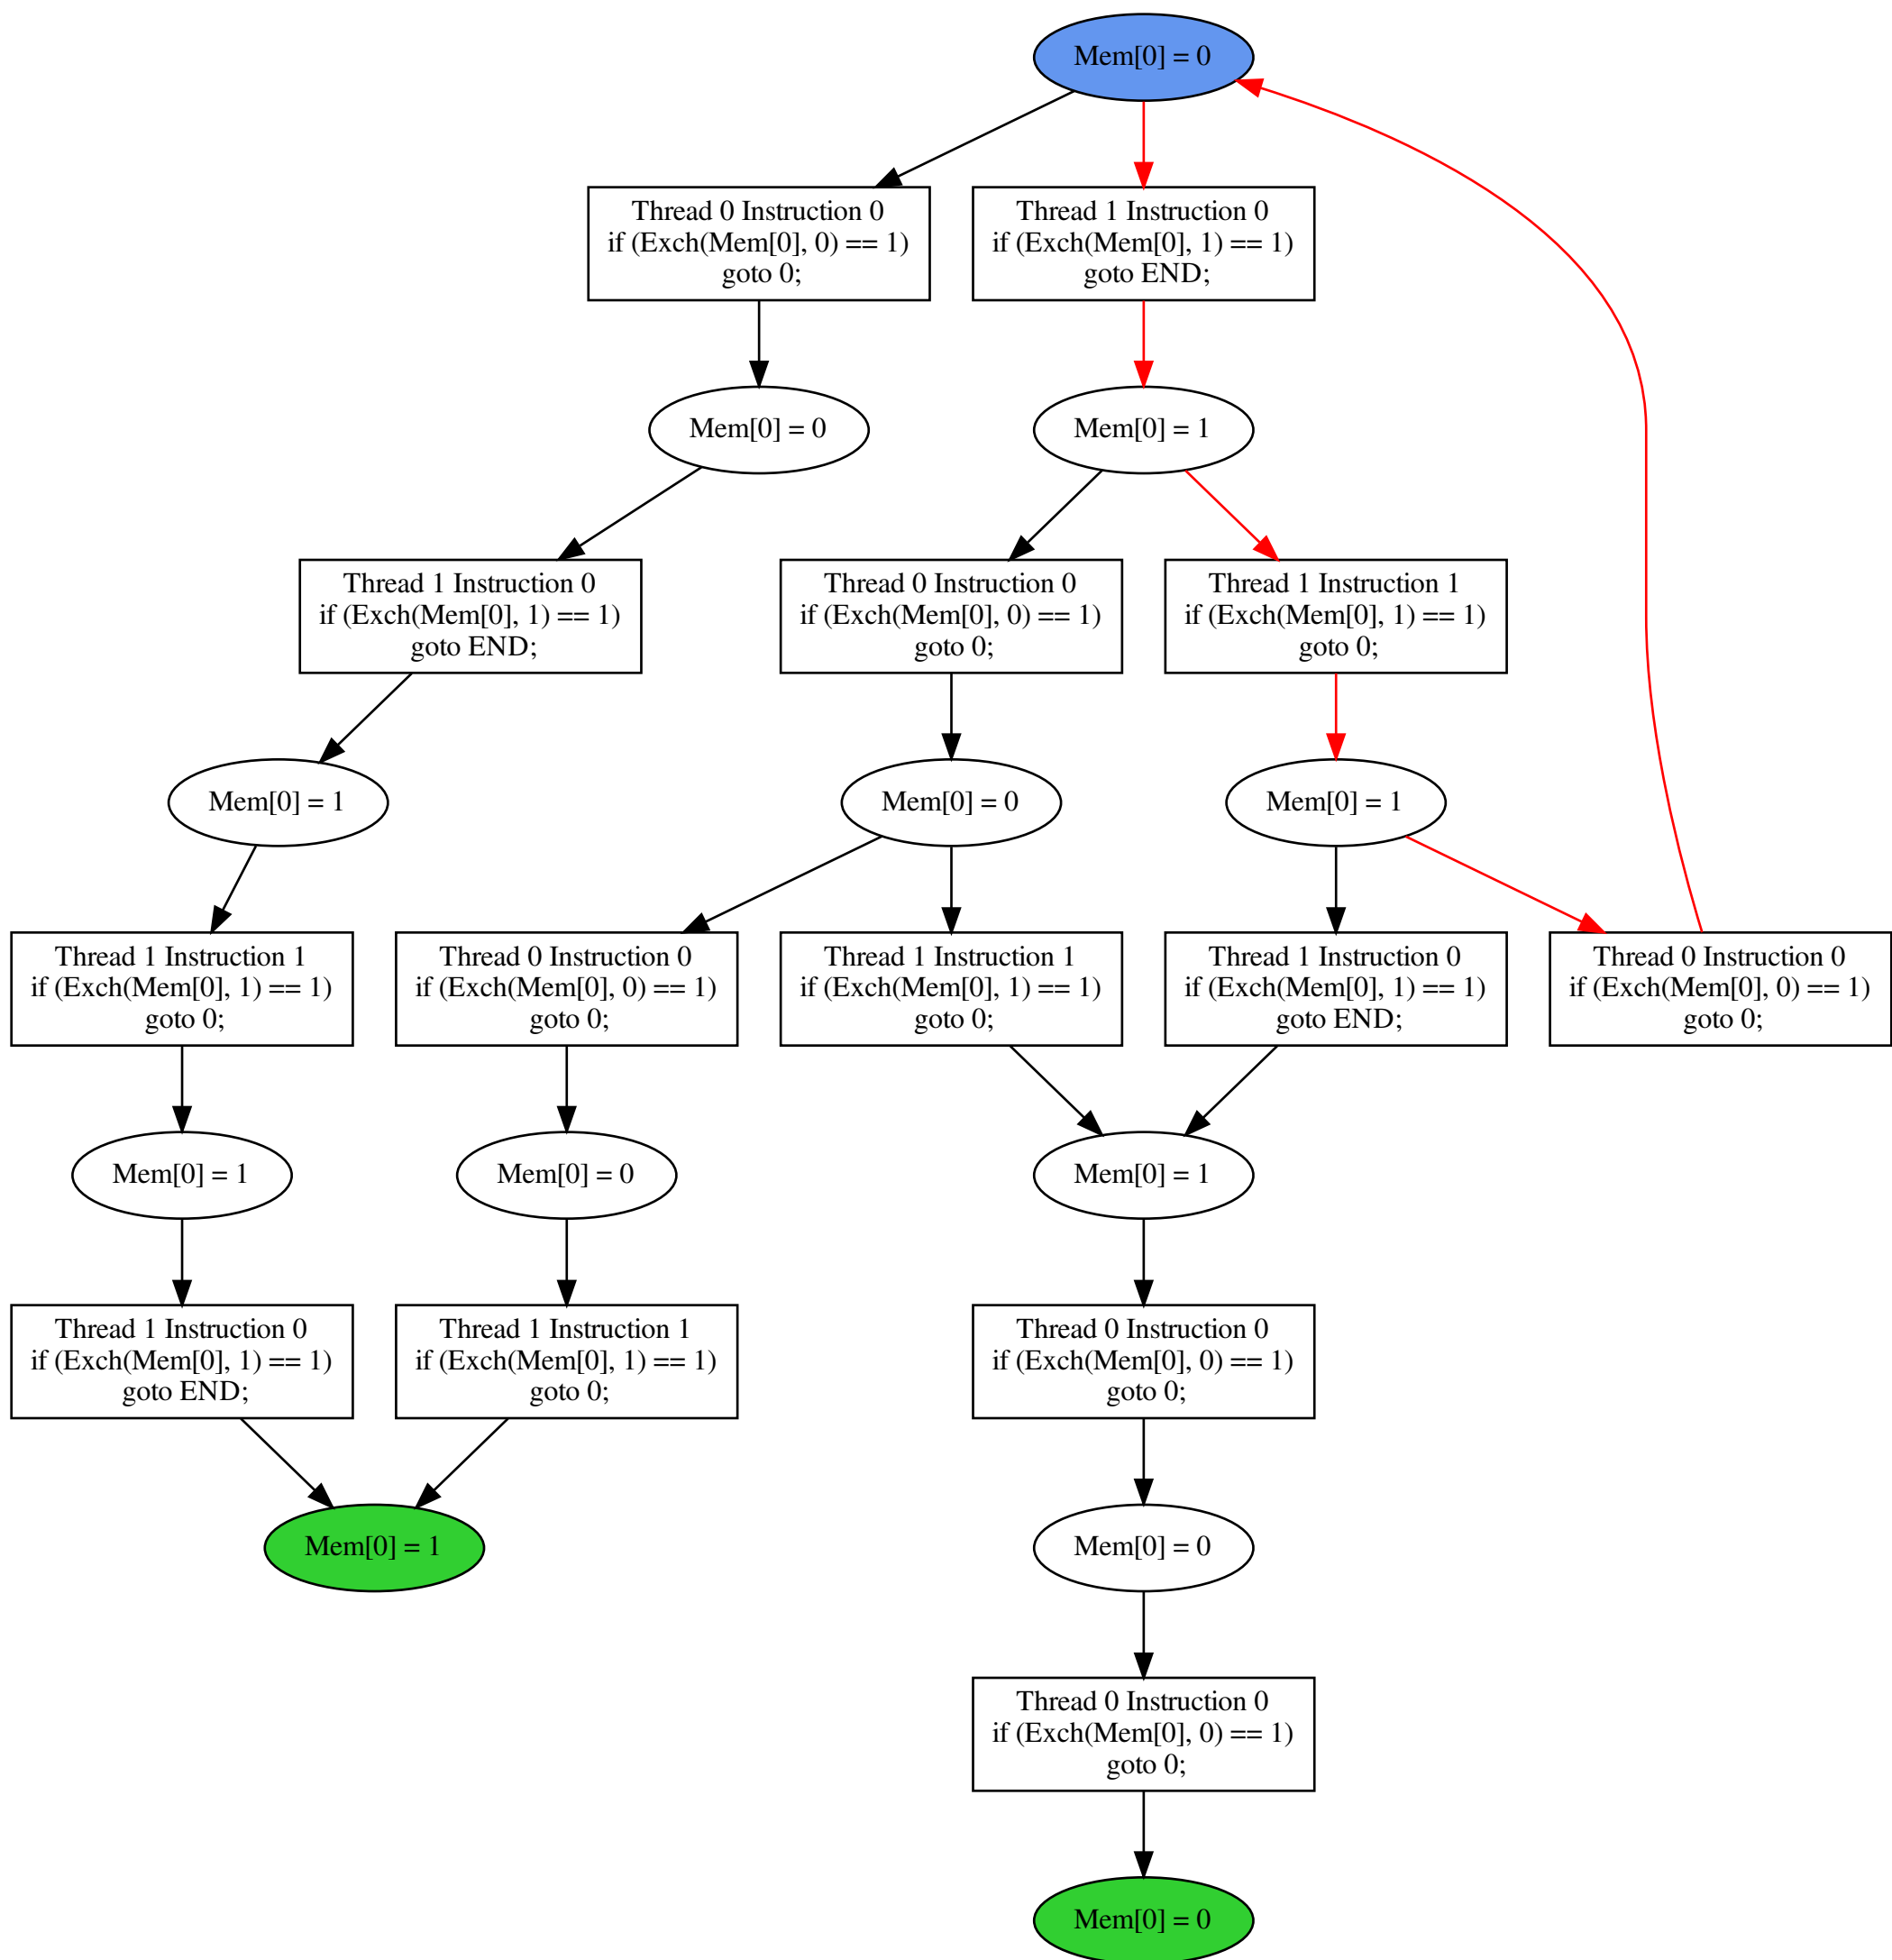 Mem[0] = 0
Thread 0 Instruction 0
if (Exch(Mem[0], 0) == 1)
goto 0;
Thread 1 Instruction 0
if (Exch(Mem[0], 1) == 1)
goto END;
Mem[0] = 0
Mem[0] = 1
Thread 1 Instruction 0
if (Exch(Mem[0], 1) == 1)
goto END;
Thread 0 Instruction 0
if (Exch(Mem[0], 0) == 1)
goto 0;
Thread 1 Instruction 1
if (Exch(Mem[0], 1) == 1)
goto 0;
Mem[0] = 1
Mem[0] = 0
Mem[0] = 1
Thread 1 Instruction 1
if (Exch(Mem[0], 1) == 1)
goto 0;
Thread 0 Instruction 0
if (Exch(Mem[0], 0) == 1)
goto 0;
Thread 1 Instruction 1
if (Exch(Mem[0], 1) == 1)
goto 0;
Thread 1 Instruction 0
if (Exch(Mem[0], 1) == 1)
goto END;
Thread 0 Instruction 0
if (Exch(Mem[0], 0) == 1)
goto 0;
Mem[0] = 1
Mem[0] = 0
Mem[0] = 1
Thread 1 Instruction 0
if (Exch(Mem[0], 1) == 1)
goto END;
Thread 1 Instruction 1
if (Exch(Mem[0], 1) == 1)
goto 0;
Thread 0 Instruction 0
if (Exch(Mem[0], 0) == 1)
goto 0;
Mem[0] = 1
Mem[0] = 0
Thread 0 Instruction 0
if (Exch(Mem[0], 0) == 1)
goto 0;
Mem[0] = 0